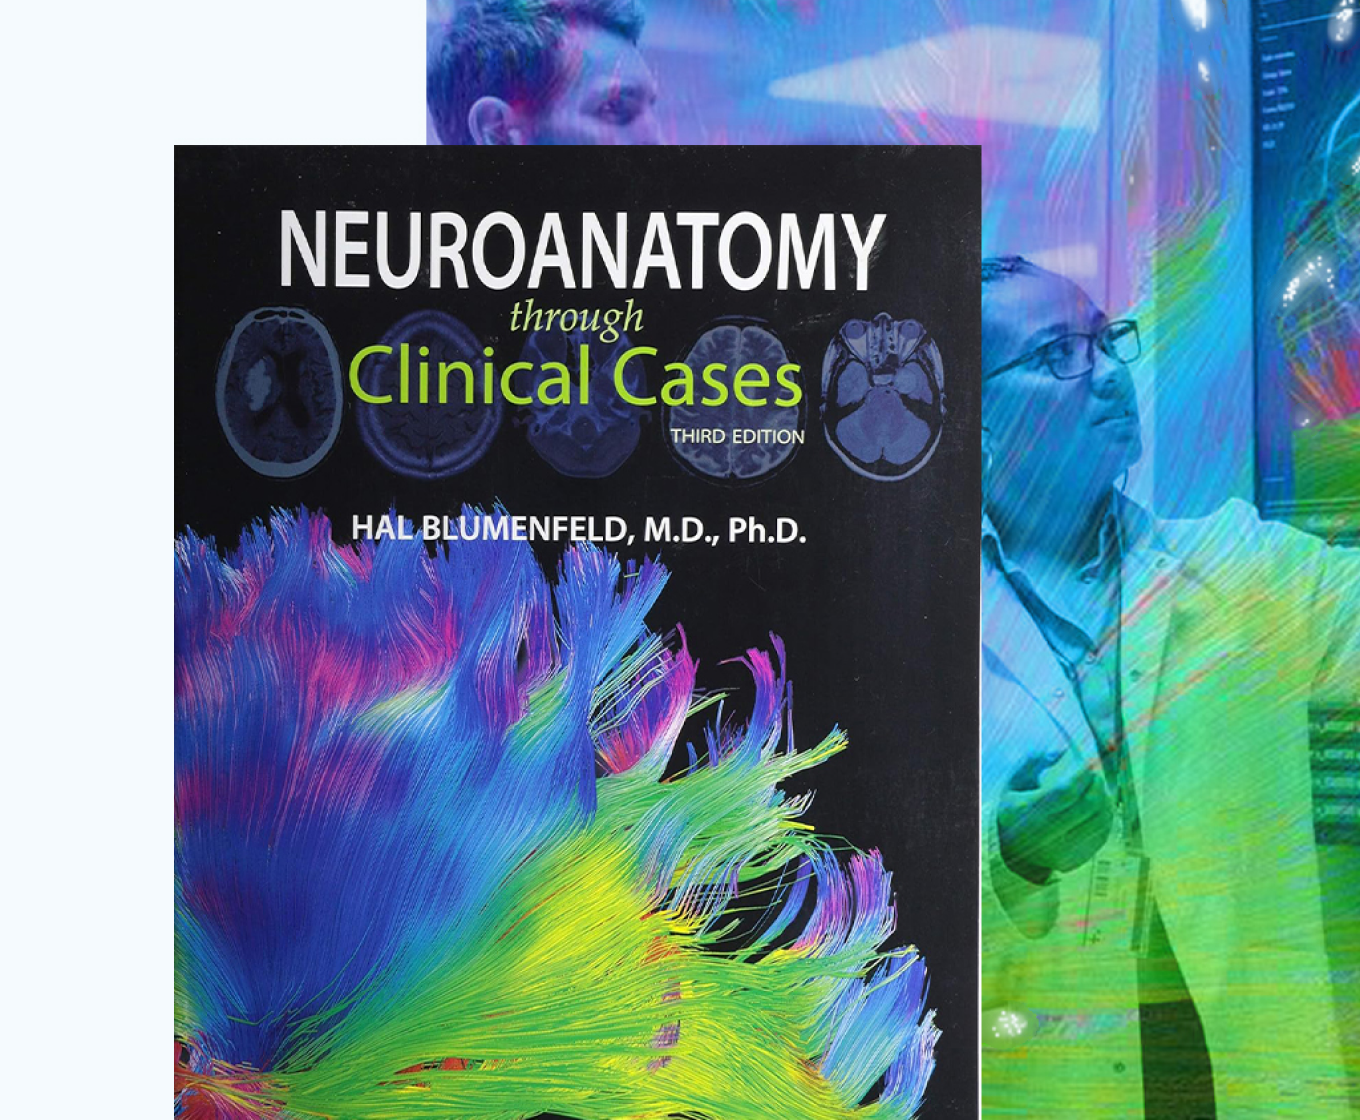 NEUROANATOMY
through
Clinical Cases
THIRD EDITION
HAL BLUMENFELD, M.D., Ph.D.